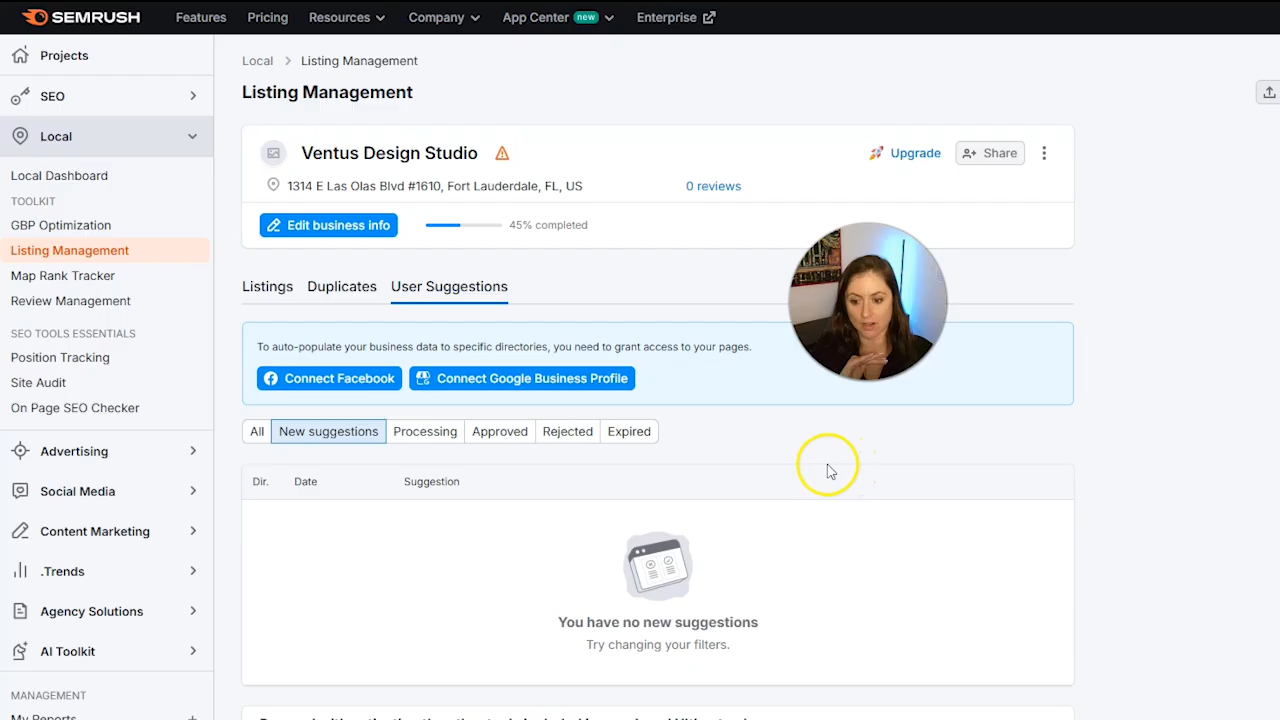 SEMRUSH Features Pricing Resources Company App Center new Enterprise
Projects
SEO
Local
Local Dashboard
TOOLKIT
GBP Optimization
Listing Management
Map Rank Tracker
Review Management
SEO TOOLS ESSENTIALS
Position Tracking
Site Audit
On Page SEO Checker
Advertising
Social Media
Content Marketing
.Trends
Agency Solutions
AI Toolkit
MANAGEMENT
My Reports
Local > Listing Management
Listing Management
Ventus Design Studio
Upgrade Share
1314 E Las Olas Blvd #1610, Fort Lauderdale, FL, US 0 reviews
Edit business info 45% completed
Listings Duplicates User Suggestions
To auto-populate your business data to specific directories, you need to grant access to your pages.
Connect Facebook Connect Google Business Profile
All New suggestions Processing Approved Rejected Expired
Dir. Date Suggestion
You have no new suggestions
Try changing your filters.